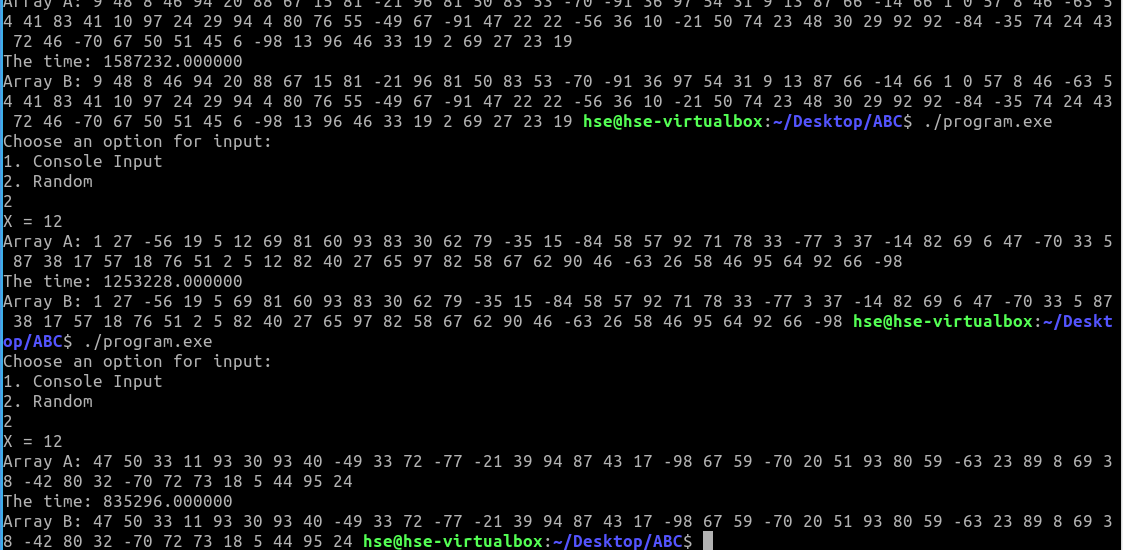 Array A: 9 48 8 46 94 20 88 67 15 81 -21 96 81 50 83 53 -70 -91 36 97 54 31 9 13 87 66 -14 66 1 0 57 8 46 -63 5
4 41 83 41 10 97 24 29 94 4 80 76 55 -49 67 -91 47 22 22 -56 36 10 -21 50 74 23 48 30 29 92 92 -84 -35 74 24 43
72 46 -70 67 50 51 45 6 -98 13 96 46 33 19 2 69 27 23 19
The time: 1587232.000000
Array B: 9 48 8 46 94 20 88 67 15 81 -21 96 81 50 83 53 -70 -91 36 97 54 31 9 13 87 66 -14 66 1 0 57 8 46 -63 5
4 41 83 41 10 97 24 29 94 4 80 76 55 -49 67 -91 47 22 22 -56 36 10 -21 50 74 23 48 30 29 92 92 -84 -35 74 24 43
72 46 -70 67 50 51 45 6 -98 13 96 46 33 19 2 69 27 23 19 hse@hse-virtualbox:~/Desktop/ABC$ ./program.exe
Choose an option for input:
1. Console Input
2. Random
2
X = 12
Array A: 1 27 -56 19 5 12 69 81 60 93 83 30 62 79 -35 15 -84 58 57 92 71 78 33 -77 3 37 -14 82 69 6 47 -70 33 5
87 38 17 57 18 76 51 2 5 12 82 40 27 65 97 82 58 67 62 90 46 -63 26 58 46 95 64 92 66 -98
The time: 1253228.000000
Array B: 1 27 -56 19 5 69 81 60 93 83 30 62 79 -35 15 -84 58 57 92 71 78 33 -77 3 37 -14 82 69 6 47 -70 33 5 87
38 17 57 18 76 51 2 5 82 40 27 65 97 82 58 67 62 90 46 -63 26 58 46 95 64 92 66 -98 hse@hse-virtualbox:~/Deskt
op/ABC$ ./program.exe
Choose an option for input:
1. Console Input
2. Random
2
X = 12
Array A: 47 50 33 11 93 30 93 40 -49 33 72 -77 -21 39 94 87 43 17 -98 67 59 -70 20 51 93 80 59 -63 23 89 8 69 3
8 -42 80 32 -70 72 73 18 5 44 95 24
The time: 835296.000000
Array B: 47 50 33 11 93 30 93 40 -49 33 72 -77 -21 39 94 87 43 17 -98 67 59 -70 20 51 93 80 59 -63 23 89 8 69 3
8 -42 80 32 -70 72 73 18 5 44 95 24 hse@hse-virtualbox:~/Desktop/ABC$